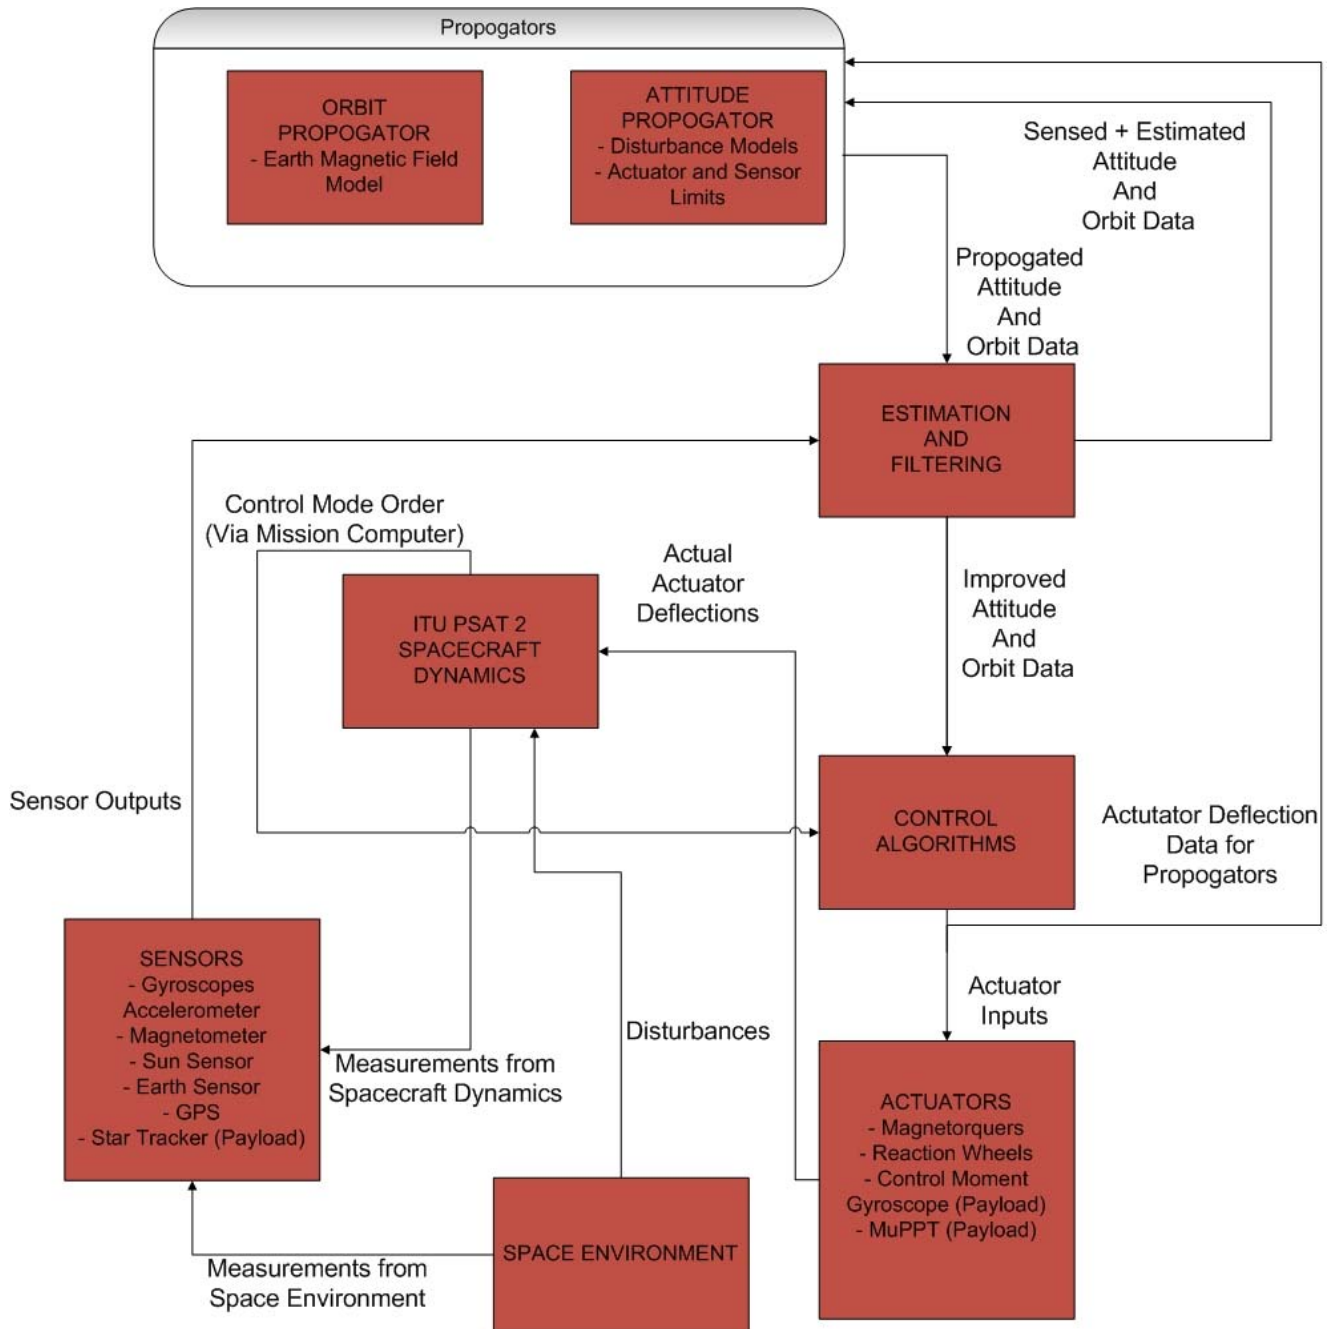 Propogators
ORBIT
PROPOGATOR
- Earth Magnetic Field
Model
ATTITUDE
PROPOGATOR
- Disturbance Models
- Actuator and Sensor
Limits
Sensed + Estimated
Attitude
And
Orbit Data
Propogated
Attitude
And
Orbit Data
ESTIMATION
AND
FILTERING
Control Mode Order
(Via Mission Computer)
Actual
Actuator
Deflections
Improved
Attitude
And
Orbit Data
ITU PSAT 2
SPACECRAFT
DYNAMICS
Sensor Outputs
CONTROL
ALGORITHMS
Actutator Deflection
Data for
Propogators
SENSORS
- Gyroscopes
Accelerometer
- Magnetometer
- Sun Sensor
- Earth Sensor
- GPS
- Star Tracker (Payload)
Measurements from
Spacecraft Dynamics
Disturbances
Actuator
Inputs
ACTUATORS
- Magnetorquers
- Reaction Wheels
- Control Moment
Gyroscope (Payload)
- MuPPT (Payload)
SPACE ENVIRONMENT
Measurements from
Space Environment